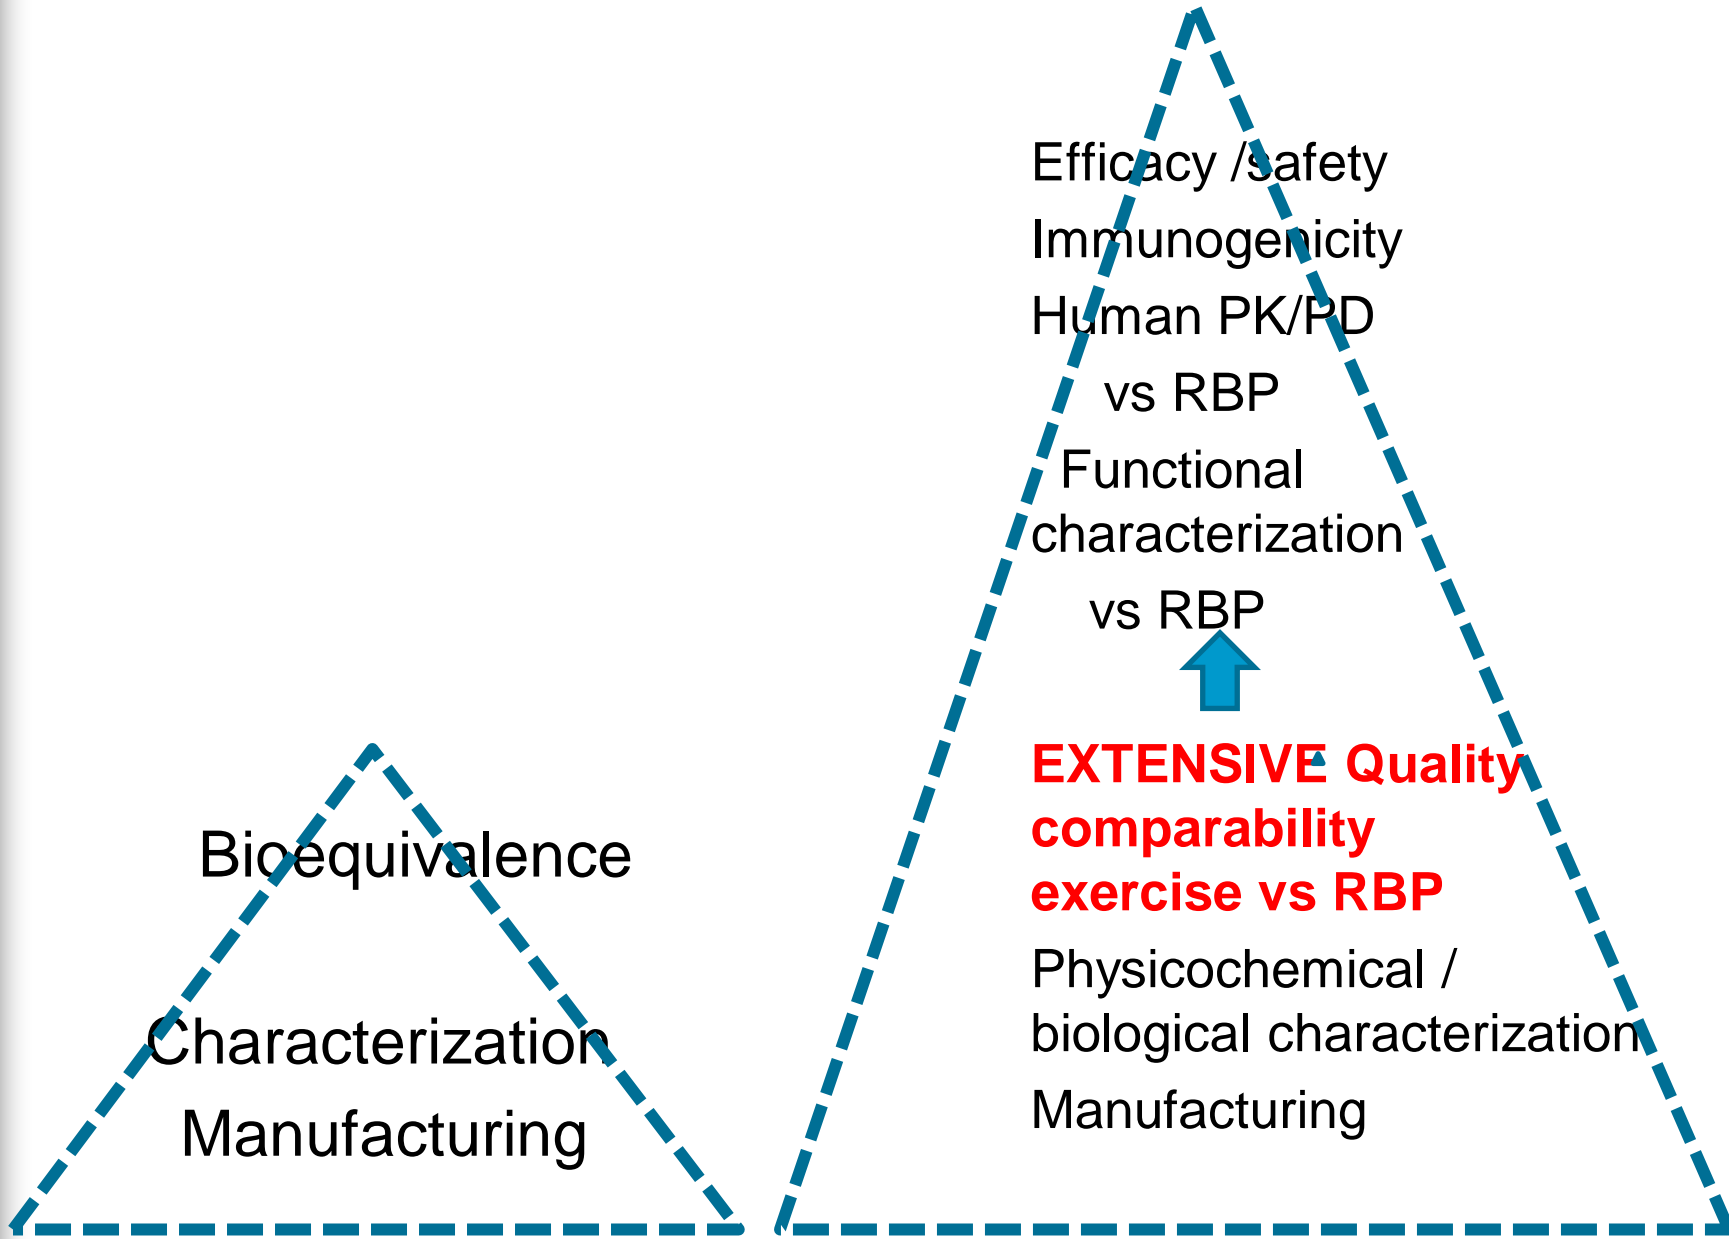 Bioequivalence
Characterization
Manufacturing
Efficacy /safety
Immunogenicity
Human PK/PD
vs RBP
Functional
characterization
vs RBP
EXTENSIVE Quality
comparability
exercise vs RBP
Physicochemical /
biological characterization
Manufacturing